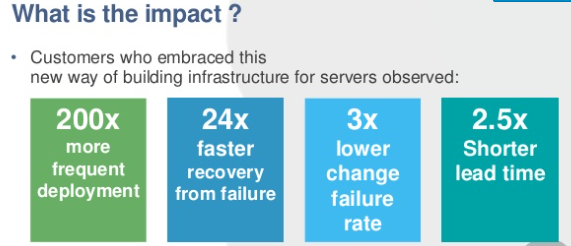 What is the impact ?
• Customers who embraced this
new way of building infrastructure for servers observed:
200x
more
frequent
deployment
24x
faster
recovery
from failure
3x
lower
change
failure
rate
2.5x
Shorter
lead time